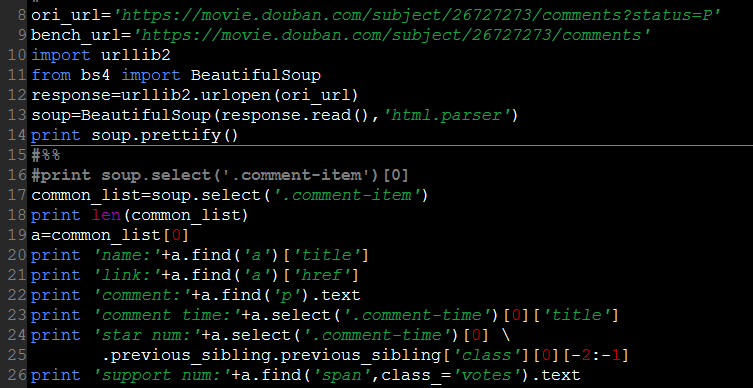 8 ori_url='https://movie.douban.com/subject/26727273/comments?status=P'
9 bench_url='https://movie.douban.com/subject/26727273/comments'
10 import urllib2
11 from bs4 import BeautifulSoup
12 response=urllib2.urlopen(ori_url)
13 soup=BeautifulSoup(response.read(),'html.parser')
14 print soup.prettify()
15 #%%
16 #print soup.select('.comment-item')[0]
17 common_list=soup.select('.comment-item')
18 print len(common_list)
19 a=common_list[0]
20 print 'name:'+a.find('a')['title']
21 print 'link:'+a.find('a')['href']
22 print 'comment:'+a.find('p').text
23 print 'comment time:'+a.select('.comment-time')[0]['title']
24 print 'star num:'+a.select('.comment-time')[0] \
25 .previous_sibling.previous_sibling['class'][0][-2:-1]
26 print 'support num:'+a.find('span',class_='votes').text